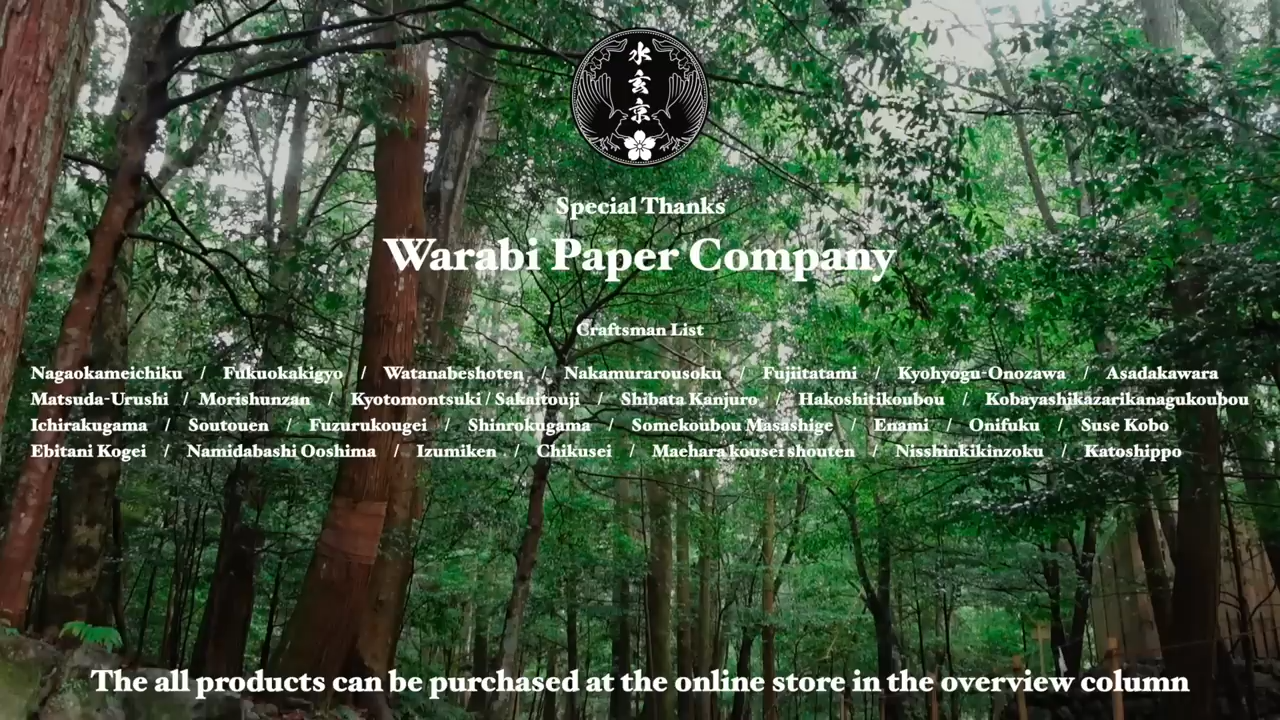 水
玄
京
Special Thanks
Warabi Paper Company
Craftsman List
Nagaokameichiku / Fukuokakigyo / Watanabeshoten / Nakamurarousoku / Fujiitatami / Kyohyogu-Onozawa / Asadakawara
Matsuda-Urushi / Morishunzan / Kyotomontsuki / Sakaitouji / Shibata Kanjuro / Hakoshitikoubou / Kobayashikazarikanagukoubou
Ichirakugama / Soutouen / Fuzurukougei / Shinrokugama / Somekoubou Masashige / Enami / Onifuku / Suse Kobo
Ebitani Kogei / Namidabashi Ooshima / Izumiken / Chikusei / Maehara kousei shouten / Nisshinkikinzoku / Katoshippo
The all products can be purchased at the online store in the overview column